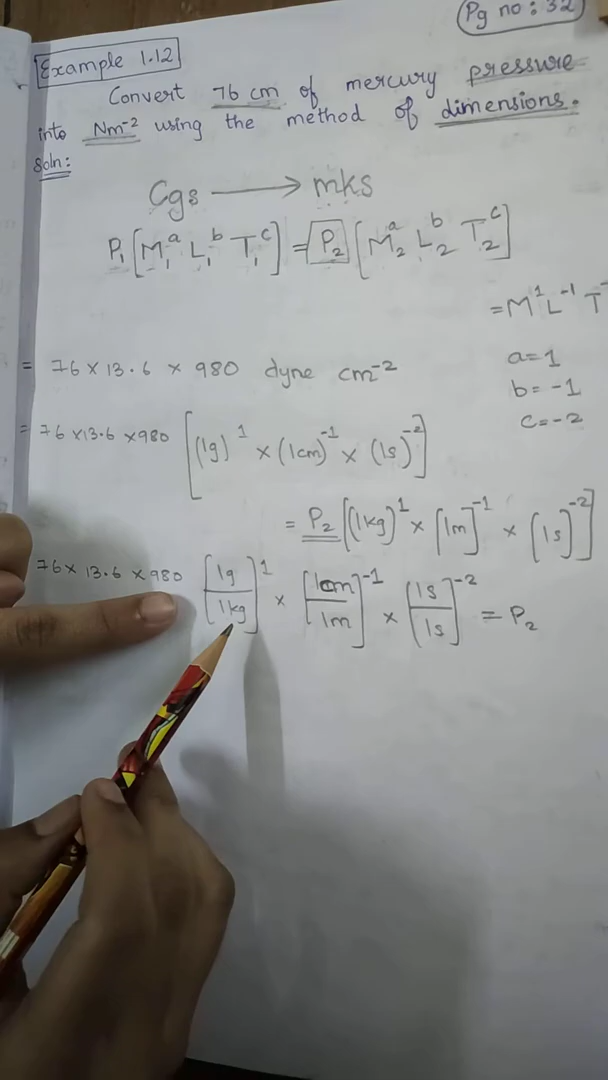 Pg no : 32
Example 1.12
Convert 76 cm of mercury pressure
into Nm⁻² using the method of dimensions.
Soln:
Cgs ⟶ mks
P₁[M₁ᵃ L₁ᵇ T₁ᶜ] = P₂ [M₂ᵃ L₂ᵇ T₂ᶜ]
= M¹ L⁻¹ T⁻
= 76 × 13.6 × 980 dyne cm⁻²
a=1
b= -1
c=-2
= 76×13.6×980 [(1g)¹ × (1cm)⁻¹ × (1s)⁻²]
= P₂ [(1kg)¹ × [1m]⁻¹ × [1s]⁻²]
76×13.6×980 [1g/1kg]¹ × [1cm/1m]⁻¹ × [1s/1s]⁻² = P₂